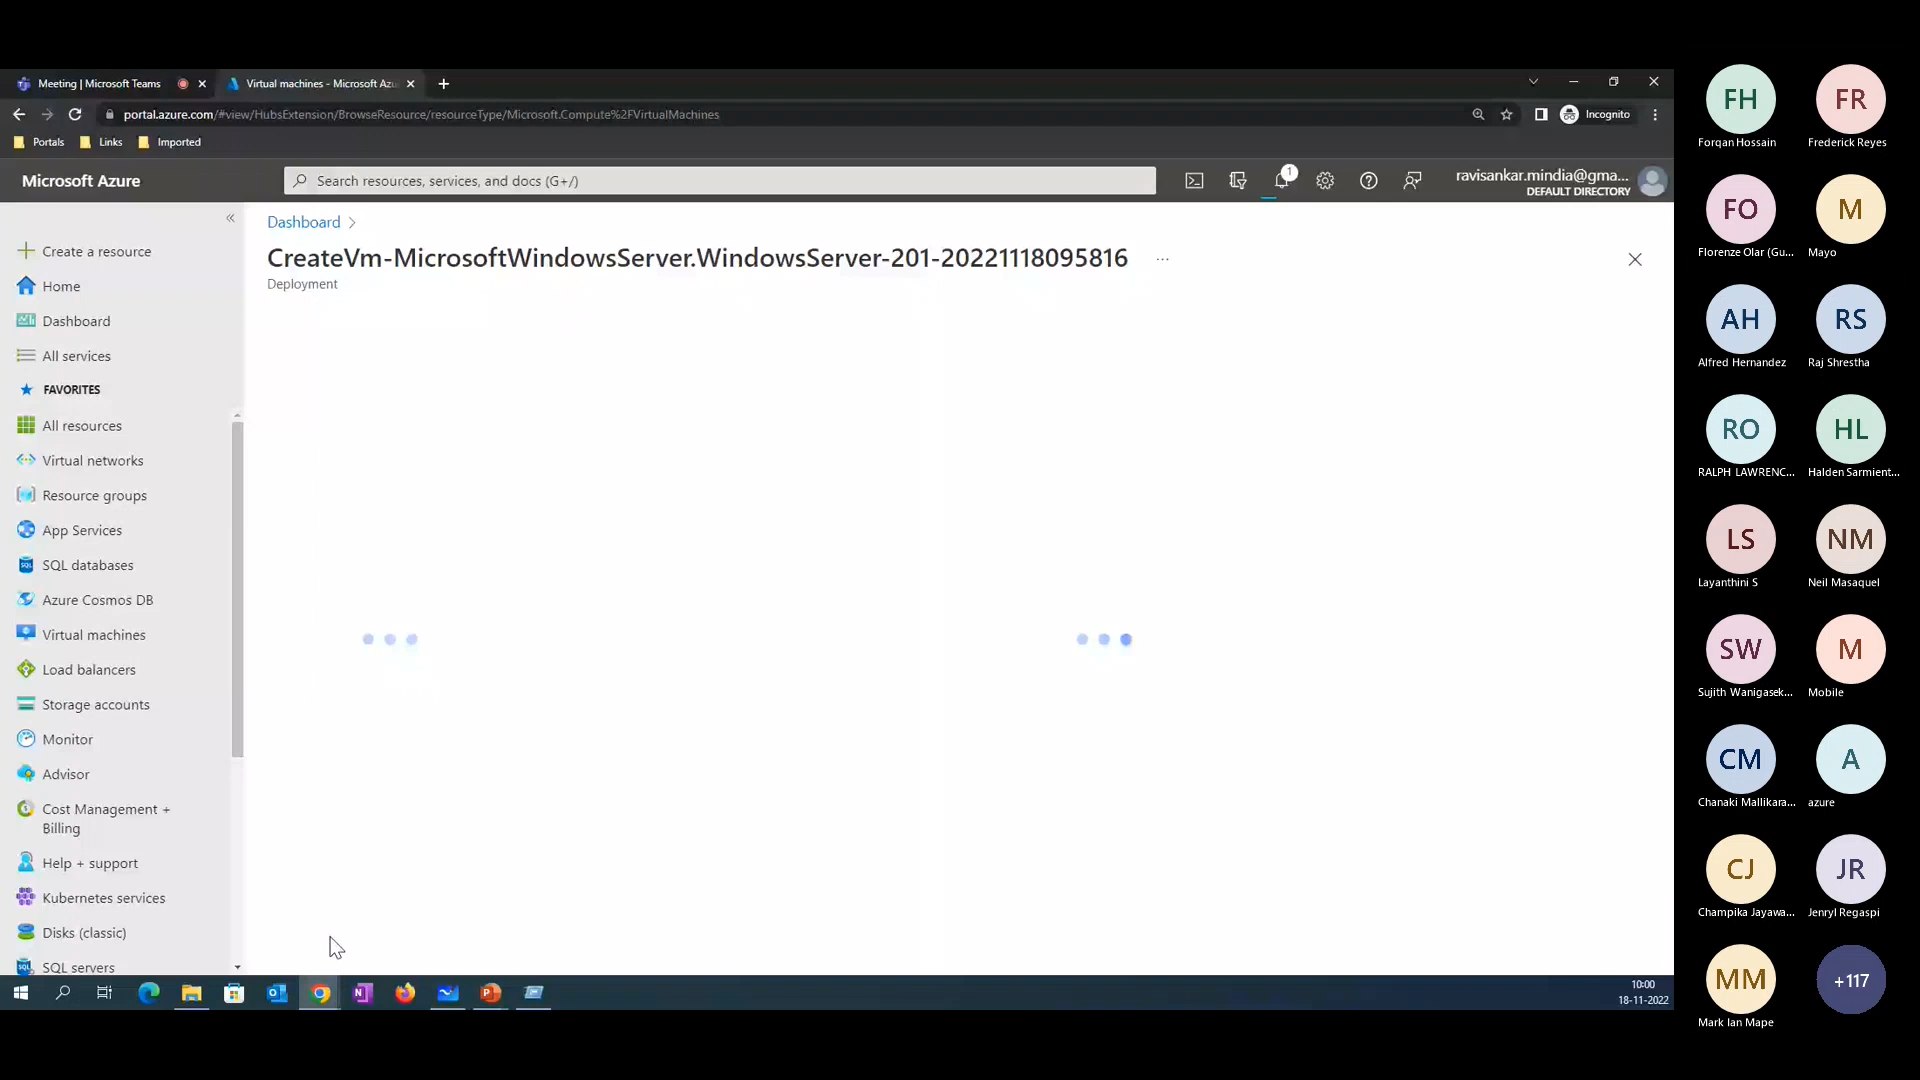 Meeting | Microsoft Teams
Virtual machines - Microsoft Azu
portal.azure.com/#view/HubsExtension/BrowseResource/resourceType/Microsoft.Compute%2FVirtualMachines
Incognito
Portals
Links
Imported
Microsoft Azure
Search resources, services, and docs (G+/)
1
ravisankar.mindia@gma...
DEFAULT DIRECTORY
Dashboard
CreateVm-MicrosoftWindowsServer.WindowsServer-201-20221118095816
...
Deployment
Create a resource
Home
Dashboard
All services
FAVORITES
All resources
Virtual networks
Resource groups
App Services
SQL databases
Azure Cosmos DB
Virtual machines
Load balancers
Storage accounts
Monitor
Advisor
Cost Management +
Billing
Help + support
Kubernetes services
Disks (classic)
SQL servers
10:00
18-11-2022
FH
FR
Forqan Hossain
Frederick Reyes
FO
M
Florenze Olar (Gu...
Mayo
AH
RS
Alfred Hernandez
Raj Shrestha
RO
HL
RALPH LAWRENC...
Halden Sarmient...
LS
NM
Layanthini S
Neil Masaquel
SW
M
Sujith Wanigasek...
Mobile
CM
A
Chanaki Mallikara...
azure
CJ
JR
Champika Jayawa...
Jenryl Regaspi
MM
+117
Mark Ian Mape